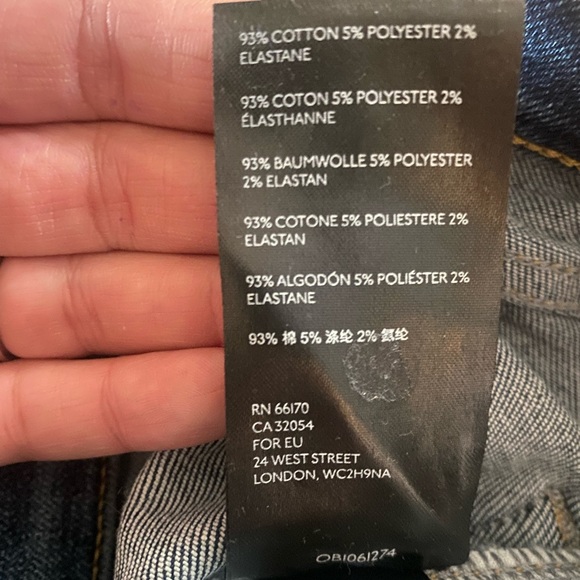 93% COTTON 5% POLYESTER 2%
ELASTANE
93% COTON 5% POLYESTER 2%
ÉLASTHANNE
93% BAUMWOLLE 5% POLYESTER
2% ELASTAN
93% COTONE 5% POLIESTERE 2%
ELASTAN
93% ALGODÓN 5% POLIÉSTER 2%
ELASTANE
93% 棉 5% 涤纶 2% 氨纶
RN 66170
CA 32054
FOR EU
24 WEST STREET
LONDON, WC2H9NA
OB1061274